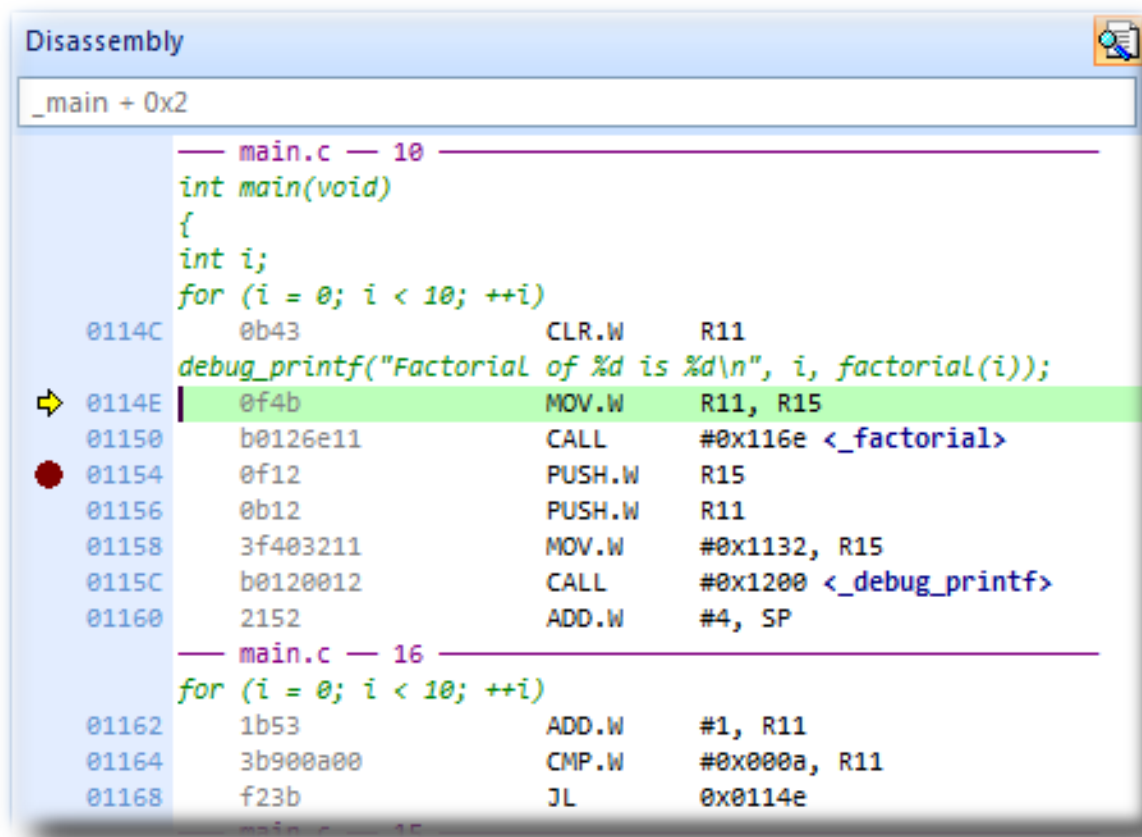 Disassembly
_main + 0x2
main.c — 10
int main(void)
{
int i;
for (i = 0; i < 10; ++i)
0114C 0b43 CLR.W R11
debug_printf("Factorial of %d is %d\n", i, factorial(i));
0114E 0f4b MOV.W R11, R15
01150 b0126e11 CALL #0x116e <_factorial>
01154 0f12 PUSH.W R15
01156 0b12 PUSH.W R11
01158 3f403211 MOV.W #0x1132, R15
0115C b0120012 CALL #0x1200 <_debug_printf>
01160 2152 ADD.W #4, SP
main.c — 16
for (i = 0; i < 10; ++i)
01162 1b53 ADD.W #1, R11
01164 3b900a00 CMP.W #0x000a, R11
01168 f23b JL 0x0114e
main.c — 15